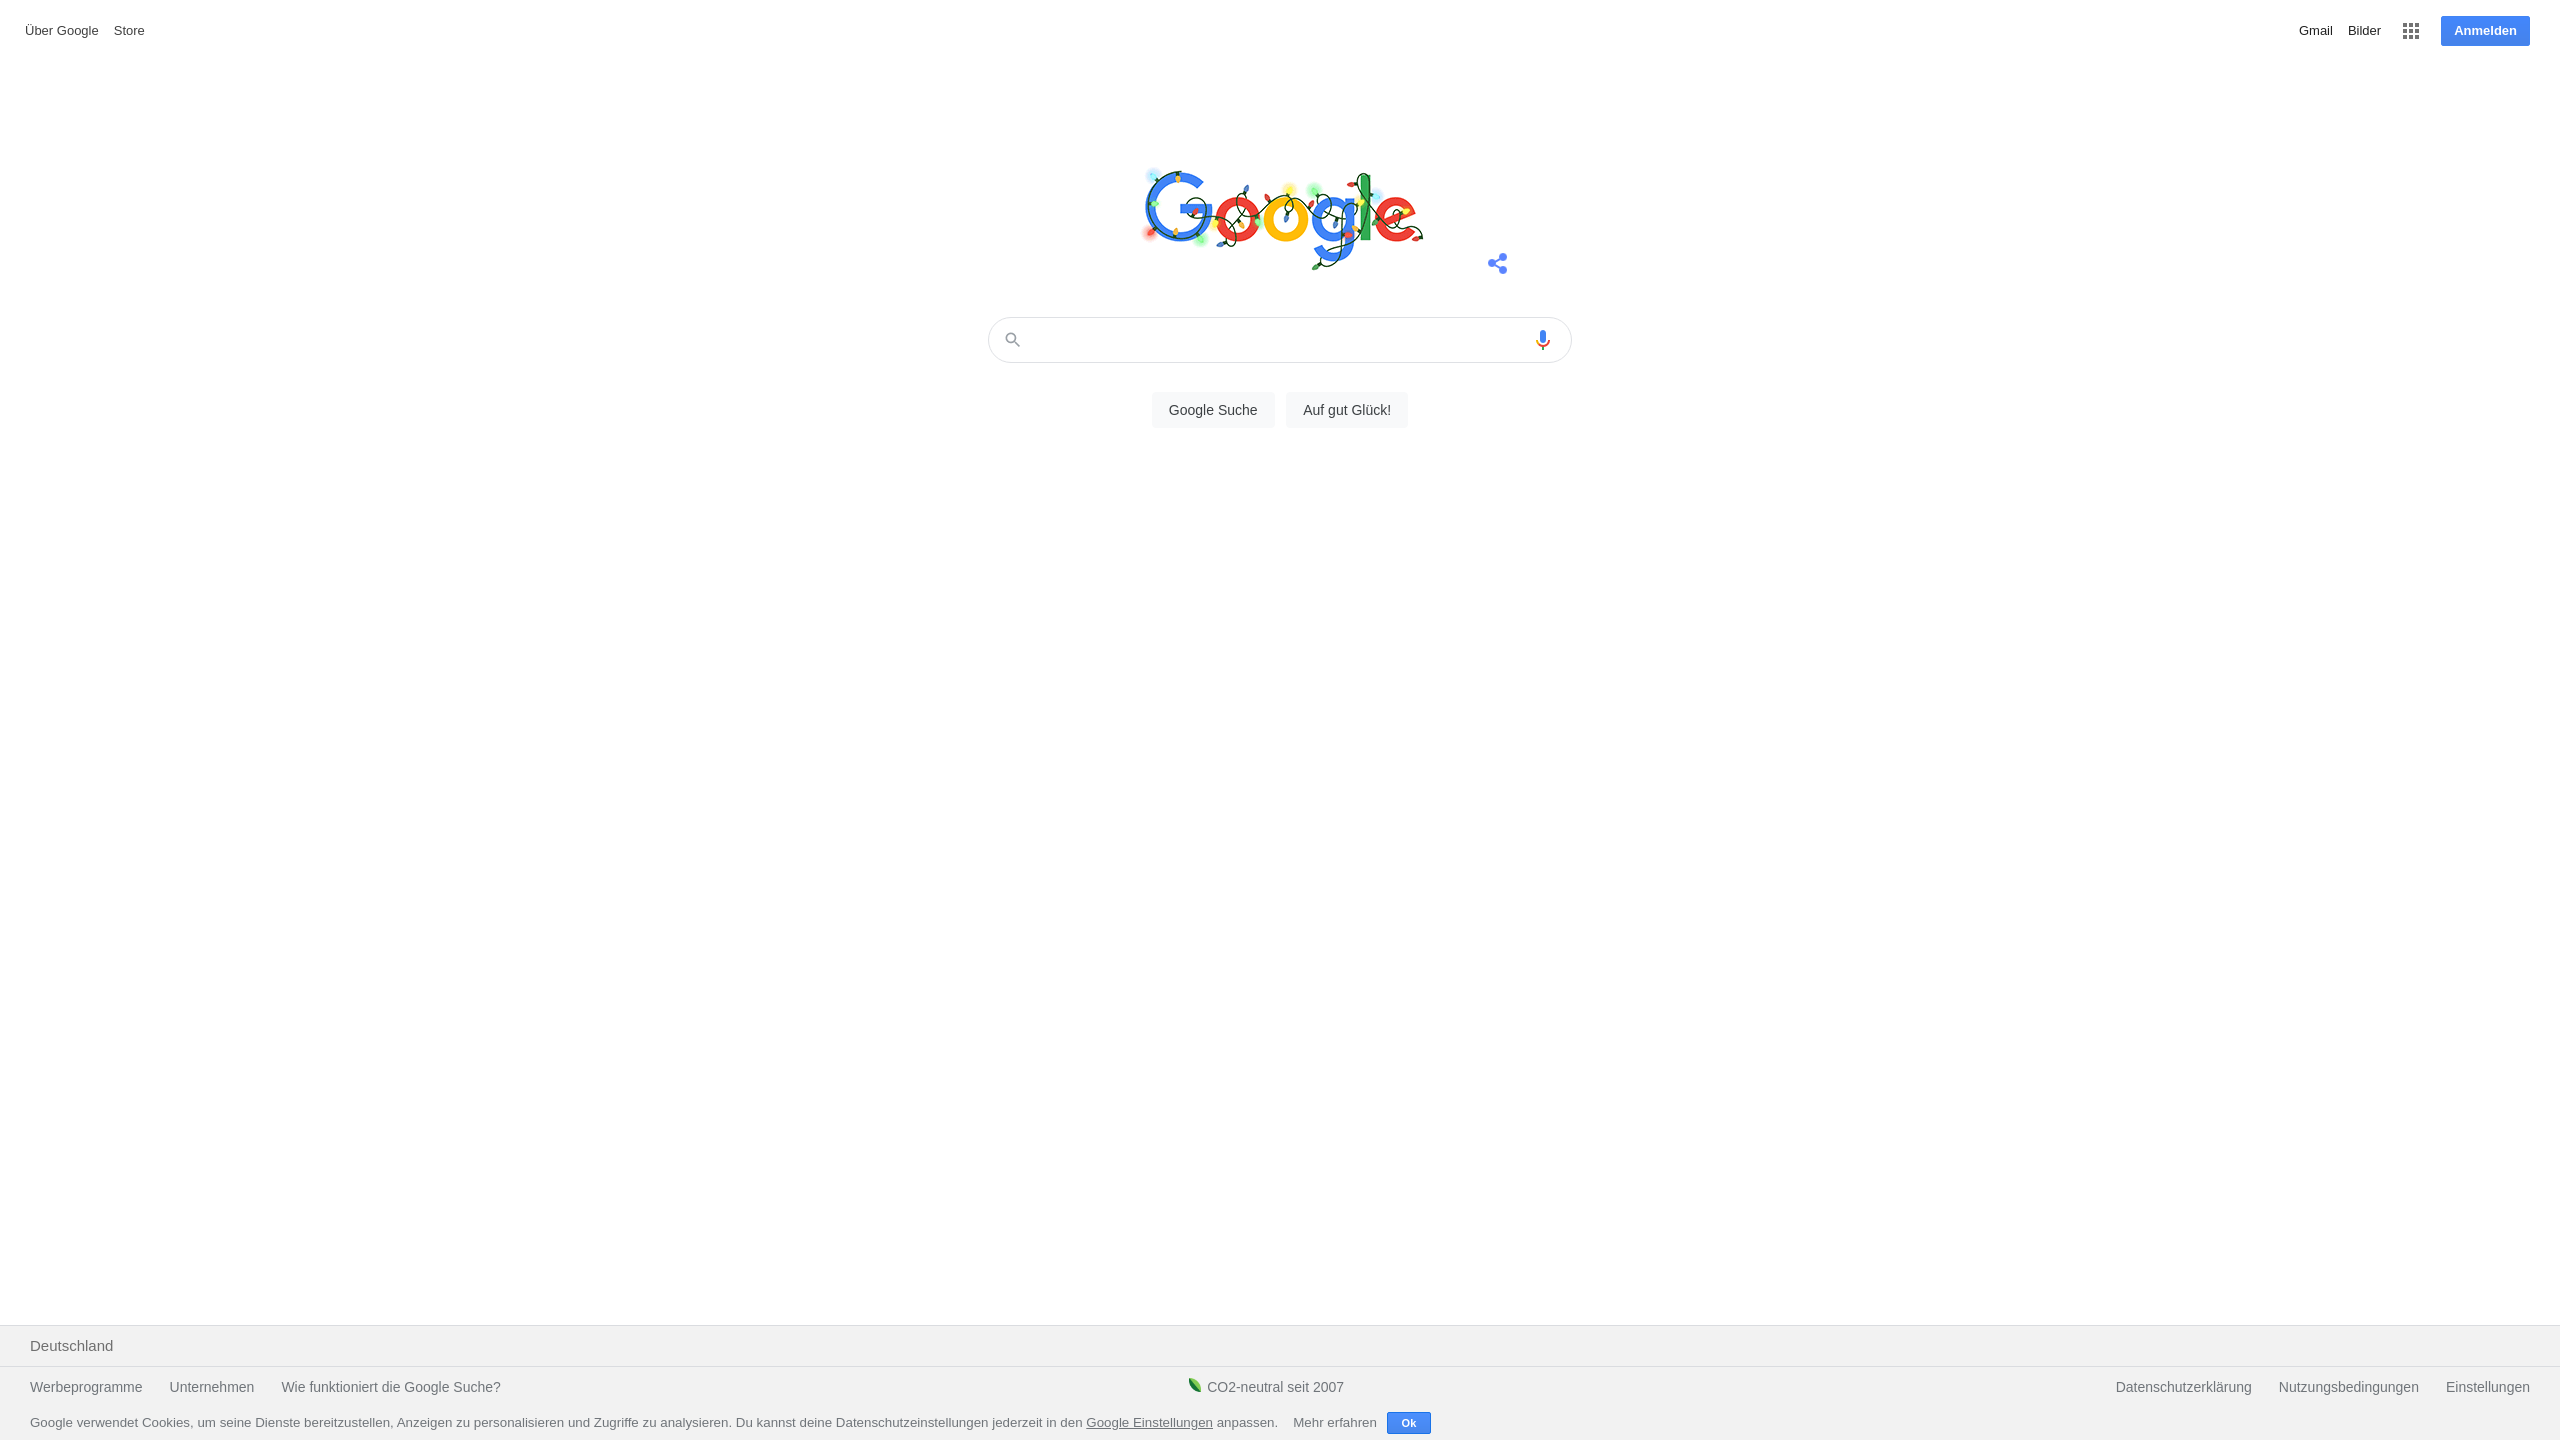 Über Google Store
Gmail Bilder Anmelden
Google
Google Suche Auf gut Glück!
Deutschland
Werbeprogramme Unternehmen Wie funktioniert die Google Suche? CO2-neutral seit 2007 Datenschutzerklärung Nutzungsbedingungen Einstellungen
Google verwendet Cookies, um seine Dienste bereitzustellen, Anzeigen zu personalisieren und Zugriffe zu analysieren. Du kannst deine Datenschutzeinstellungen jederzeit in den Google Einstellungen anpassen. Mehr erfahren Ok